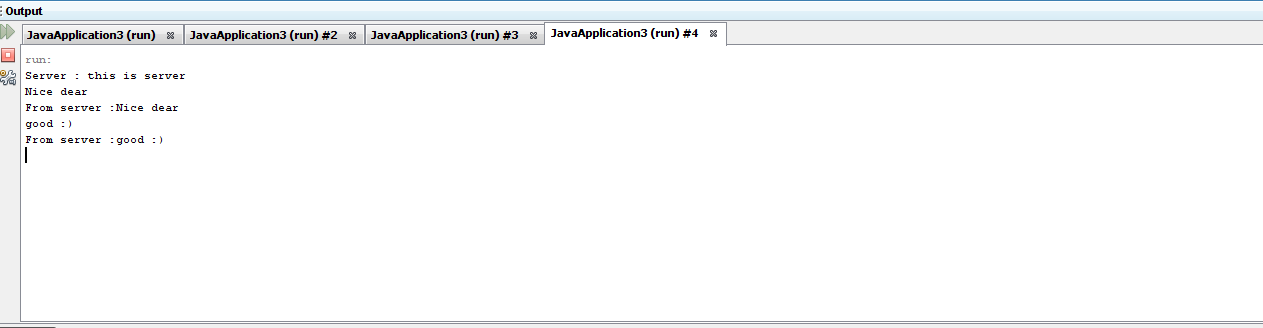 Output
JavaApplication3 (run) JavaApplication3 (run) #2 JavaApplication3 (run) #3 JavaApplication3 (run) #4
run:
Server : this is server
Nice dear
From server :Nice dear
good :)
From server :good :)